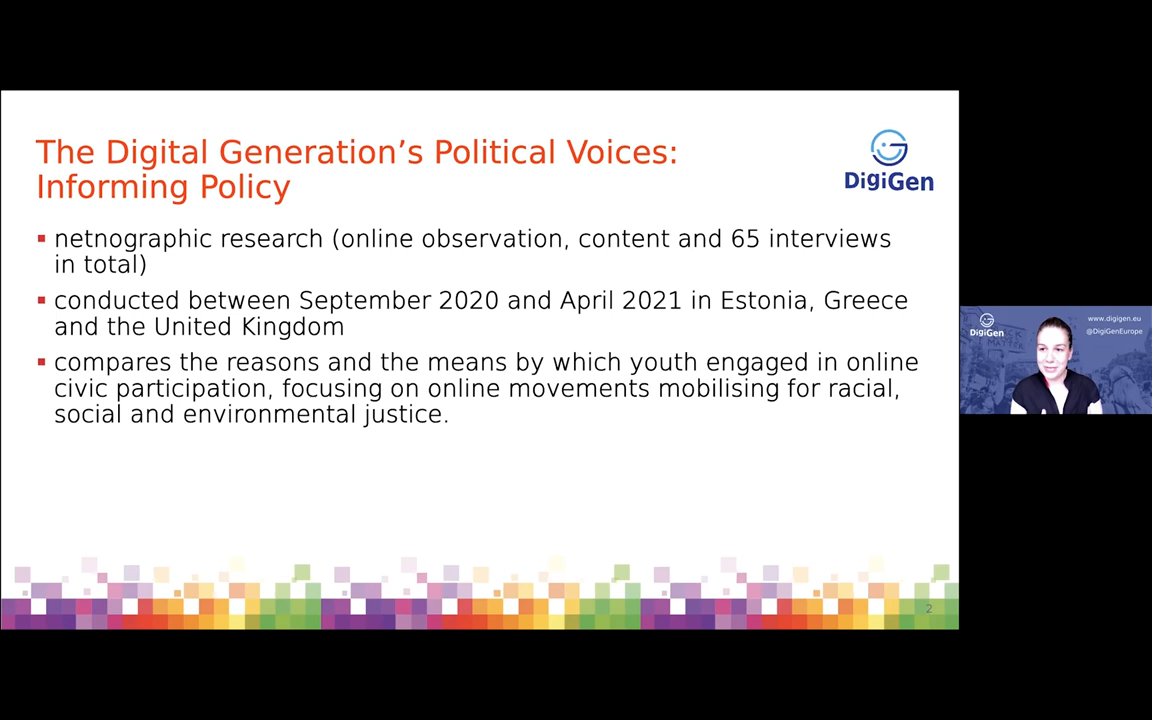 The Digital Generation’s Political Voices:
Informing Policy
DigiGen
▪ netnographic research (online observation, content and 65 interviews
in total)
▪ conducted between September 2020 and April 2021 in Estonia, Greece
and the United Kingdom
▪ compares the reasons and the means by which youth engaged in online
civic participation, focusing on online movements mobilising for racial,
social and environmental justice.
2
DigiGen
www.digigen.eu
@DigiGenEurope